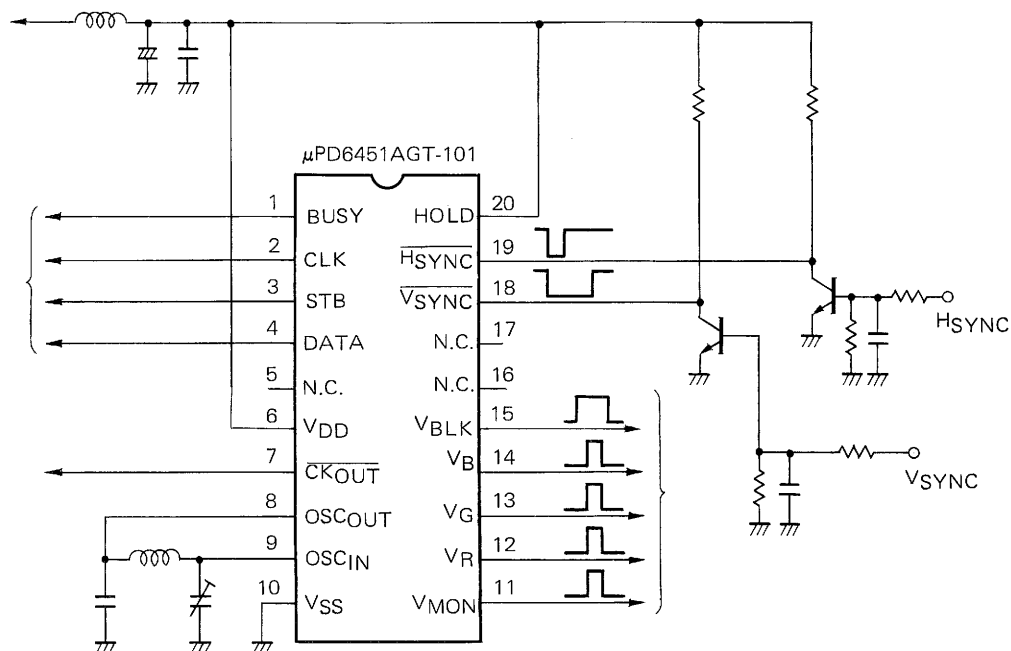 μPD6451AGT-101
1 BUSY HOLD 20
2 CLK HSYNC 19
3 STB VSYNC 18
4 DATA N.C. 17
5 N.C. N.C. 16
6 VDD VBLK 15
7 CKOUT VB 14
8 OSCOUT VG 13
9 OSCIN VR 12
10 VSS VMON 11
HSYNC
VSYNC